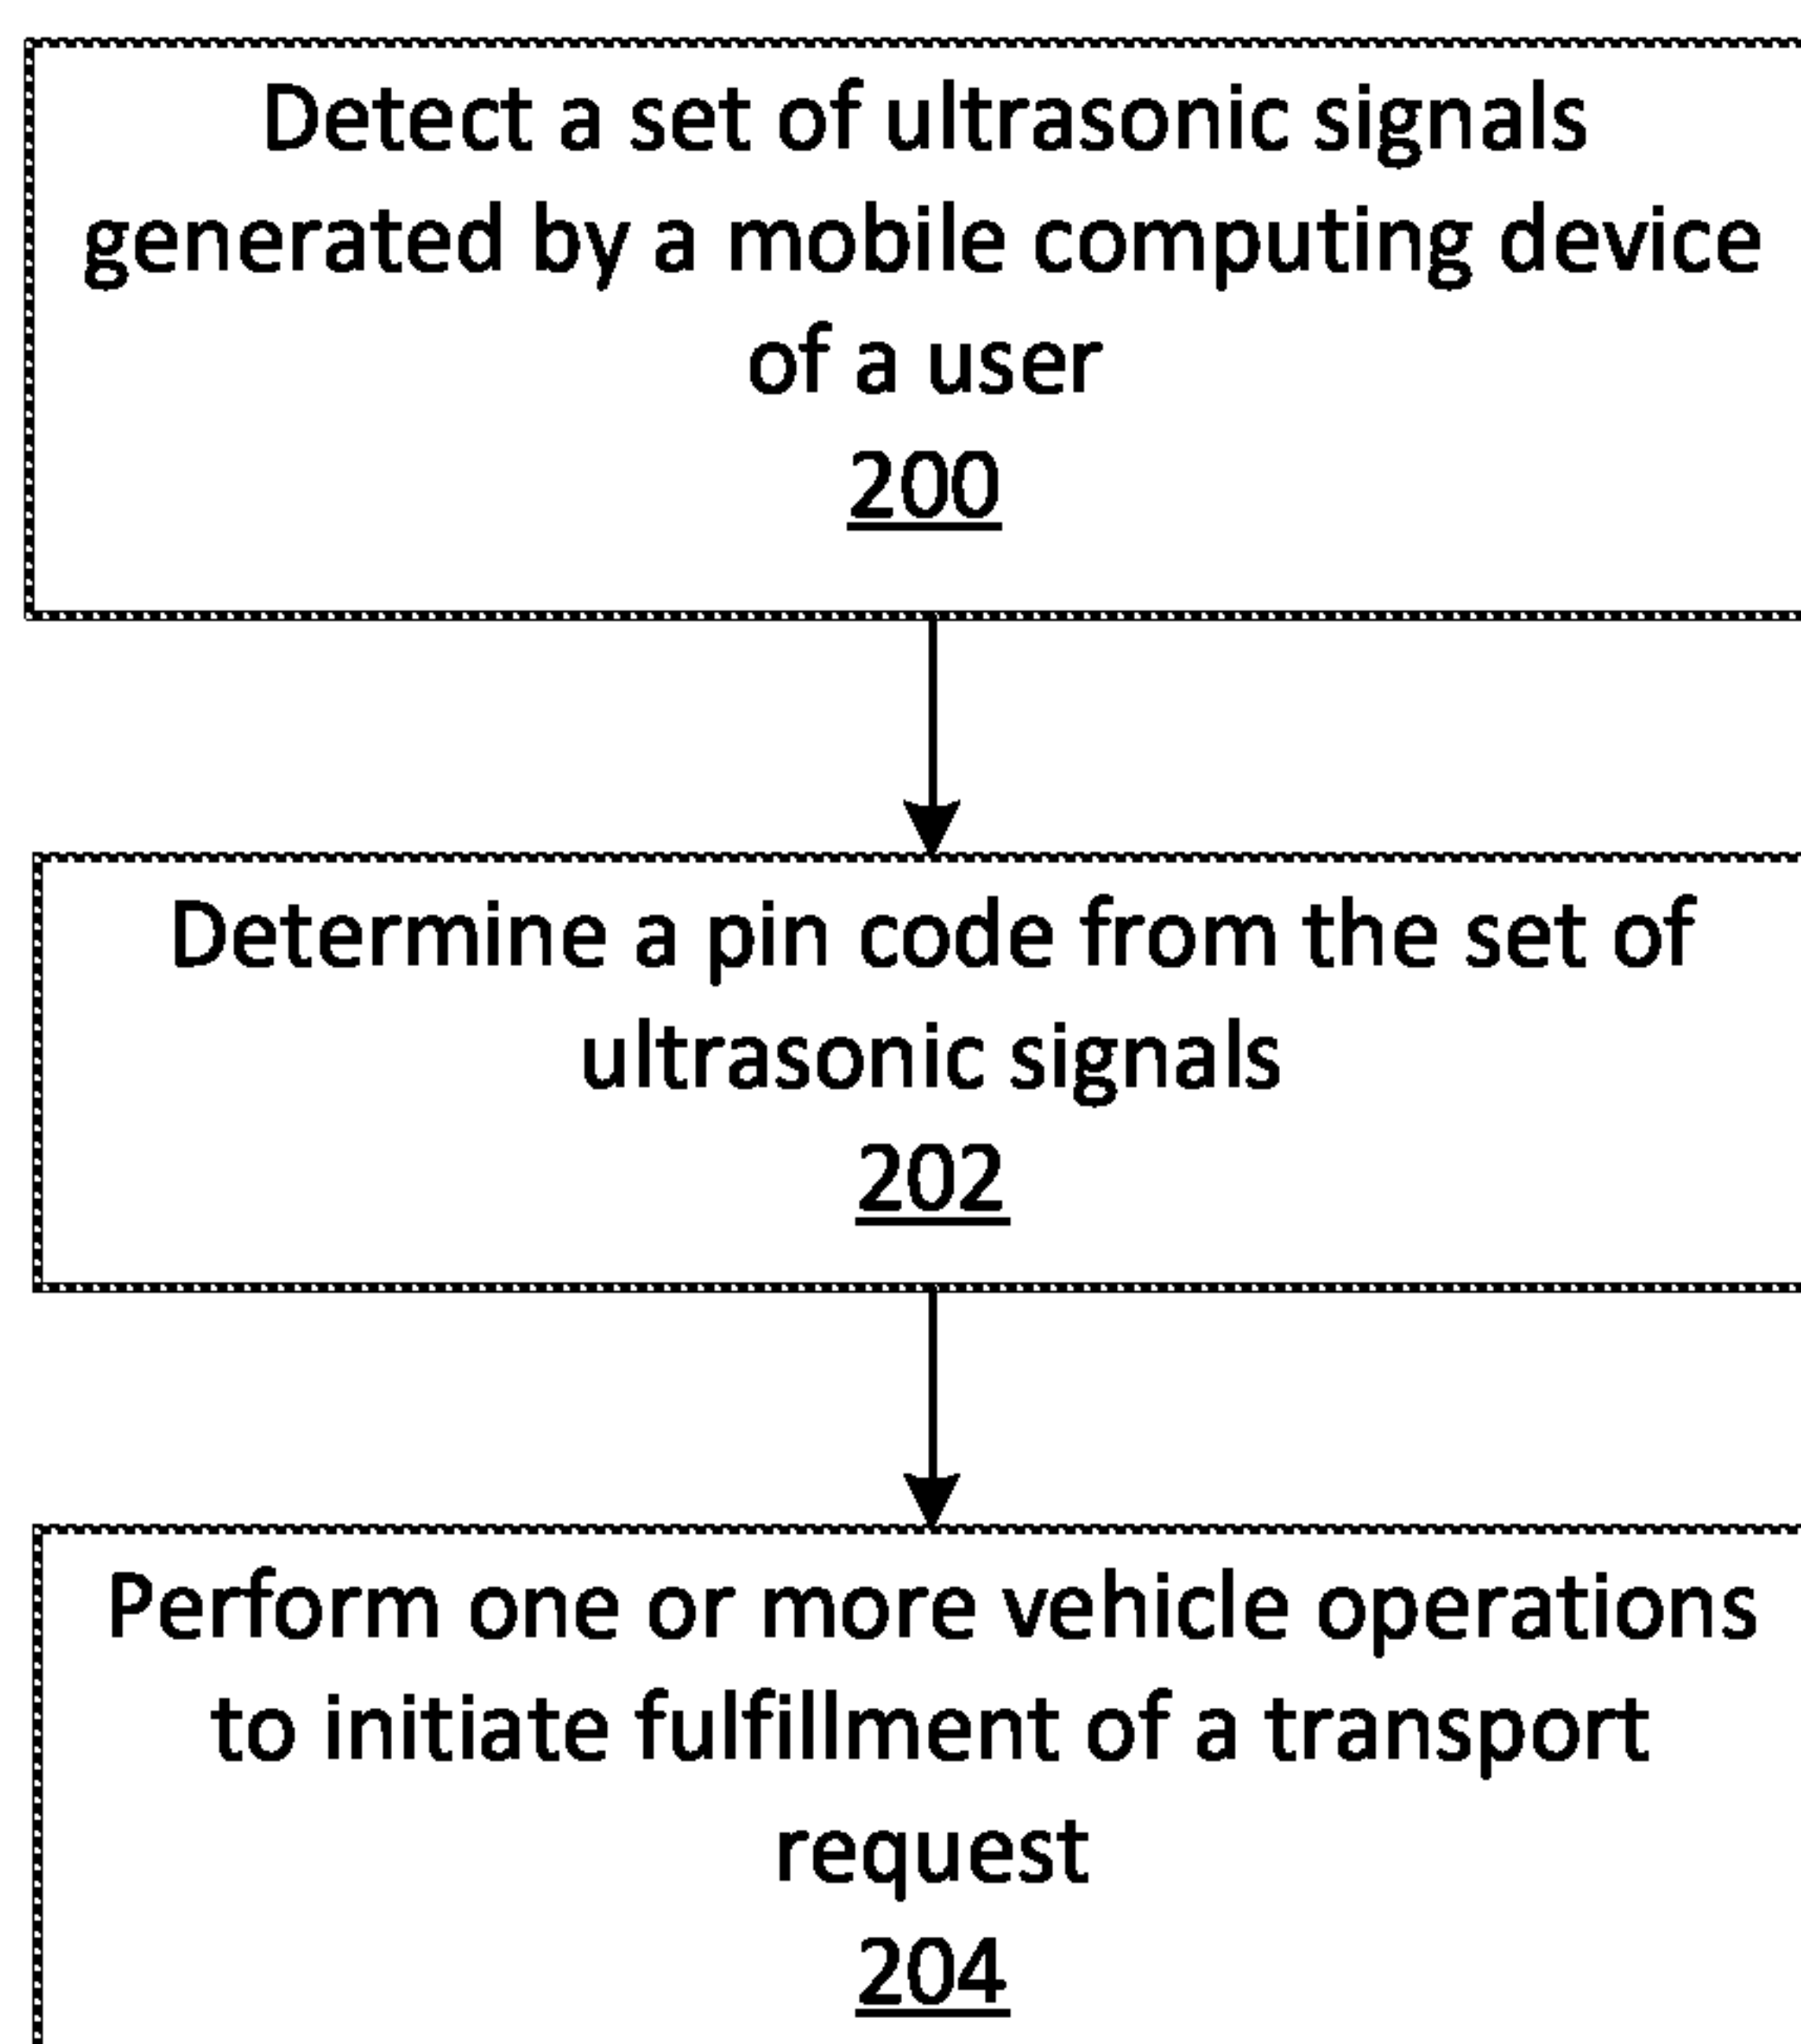 Detect a set of ultrasonic signals
generated by a mobile computing device
of a user
200
Determine a pin code from the set of
ultrasonic signals
202
Perform one or more vehicle operations
to initiate fulfillment of a transport
request
204